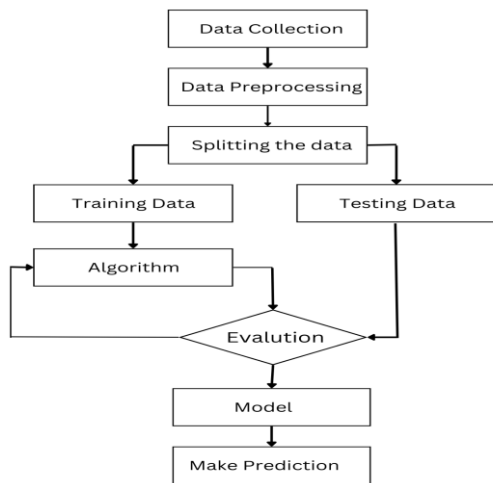 Data Collection
Data Preprocessing
Splitting the data
Training Data
Testing Data
Algorithm
Evalution
Model
Make Prediction